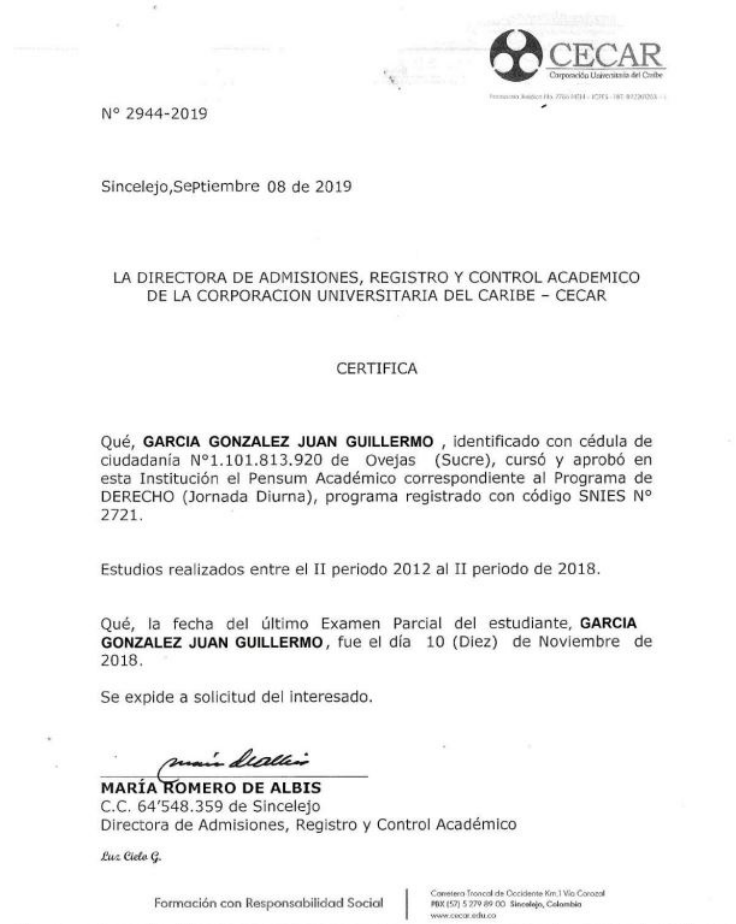 CECAR
Corporación Universitaria del Caribe
Nº 2944-2019
Sincelejo,SePtiembre 08 de 2019
LA DIRECTORA DE ADMISIONES, REGISTRO Y CONTROL ACADEMICO
DE LA CORPORACION UNIVERSITARIA DEL CARIBE – CECAR
CERTIFICA
Qué, GARCIA GONZALEZ JUAN GUILLERMO , identificado con cédula de
ciudadanía Nº1.101.813.920 de Ovejas (Sucre), cursó y aprobó en
esta Institución el Pensum Académico correspondiente al Programa de
DERECHO (Jornada Diurna), programa registrado con código SNIES Nº
2721.
Estudios realizados entre el II periodo 2012 al II periodo de 2018.
Qué, la fecha del último Examen Parcial del estudiante, GARCIA
GONZALEZ JUAN GUILLERMO, fue el día 10 (Diez) de Noviembre de
2018.
Se expide a solicitud del interesado.
MARÍA ROMERO DE ALBIS
C.C. 64'548.359 de Sincelejo
Directora de Admisiones, Registro y Control Académico
Luz Cielo G.
Formación con Responsabilidad Social
Carretera Troncal de Occidente Km.1 Vía Corozal
PBX (57) 5 279 89 00 Sincelejo, Colombia
www.cecar.edu.co